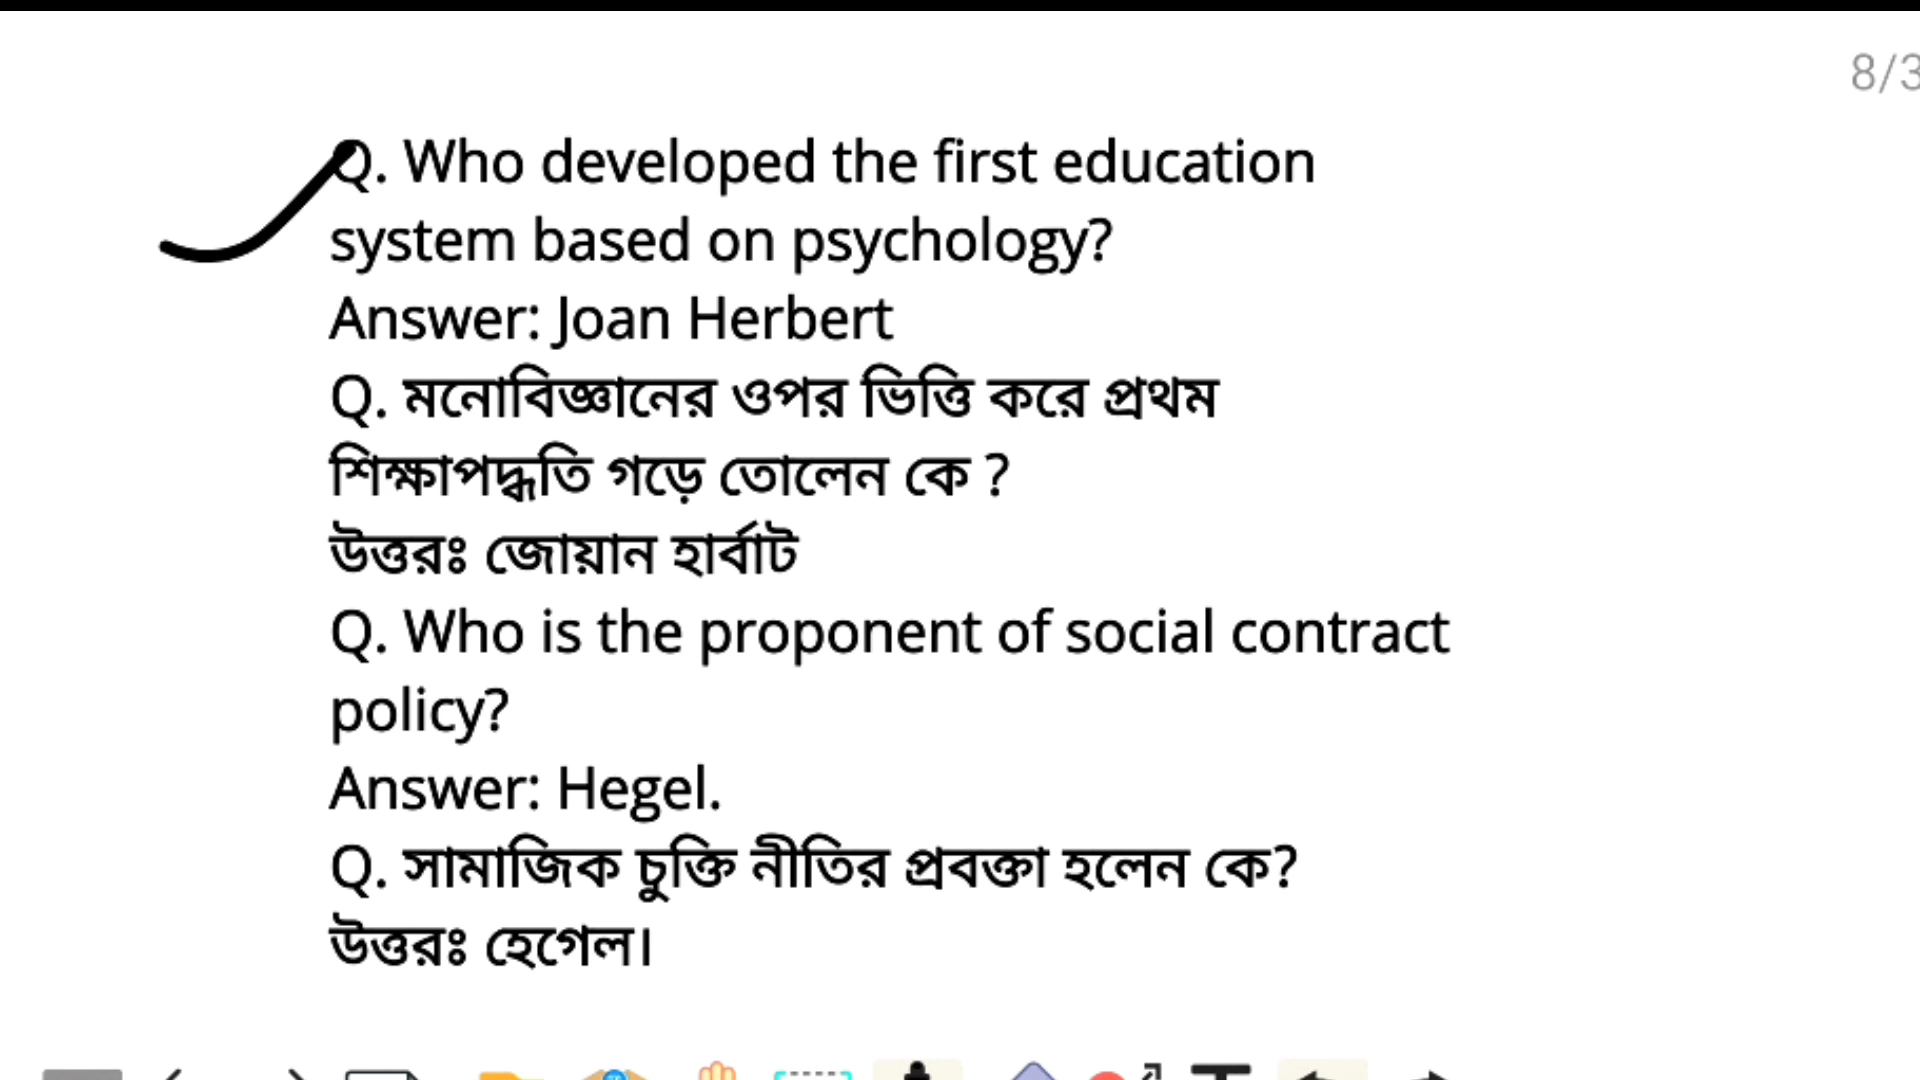 8/3
Q. Who developed the first education
system based on psychology?
Answer: Joan Herbert
Q. মনোবিজ্ঞানের ওপর ভিত্তি করে প্রথম
শিক্ষাপদ্ধতি গড়ে তোলেন কে ?
উত্তরঃ জোয়ান হার্বাট
Q. Who is the proponent of social contract
policy?
Answer: Hegel.
Q. সামাজিক চুক্তি নীতির প্রবক্তা হলেন কে?
উত্তরঃ হেগেল।